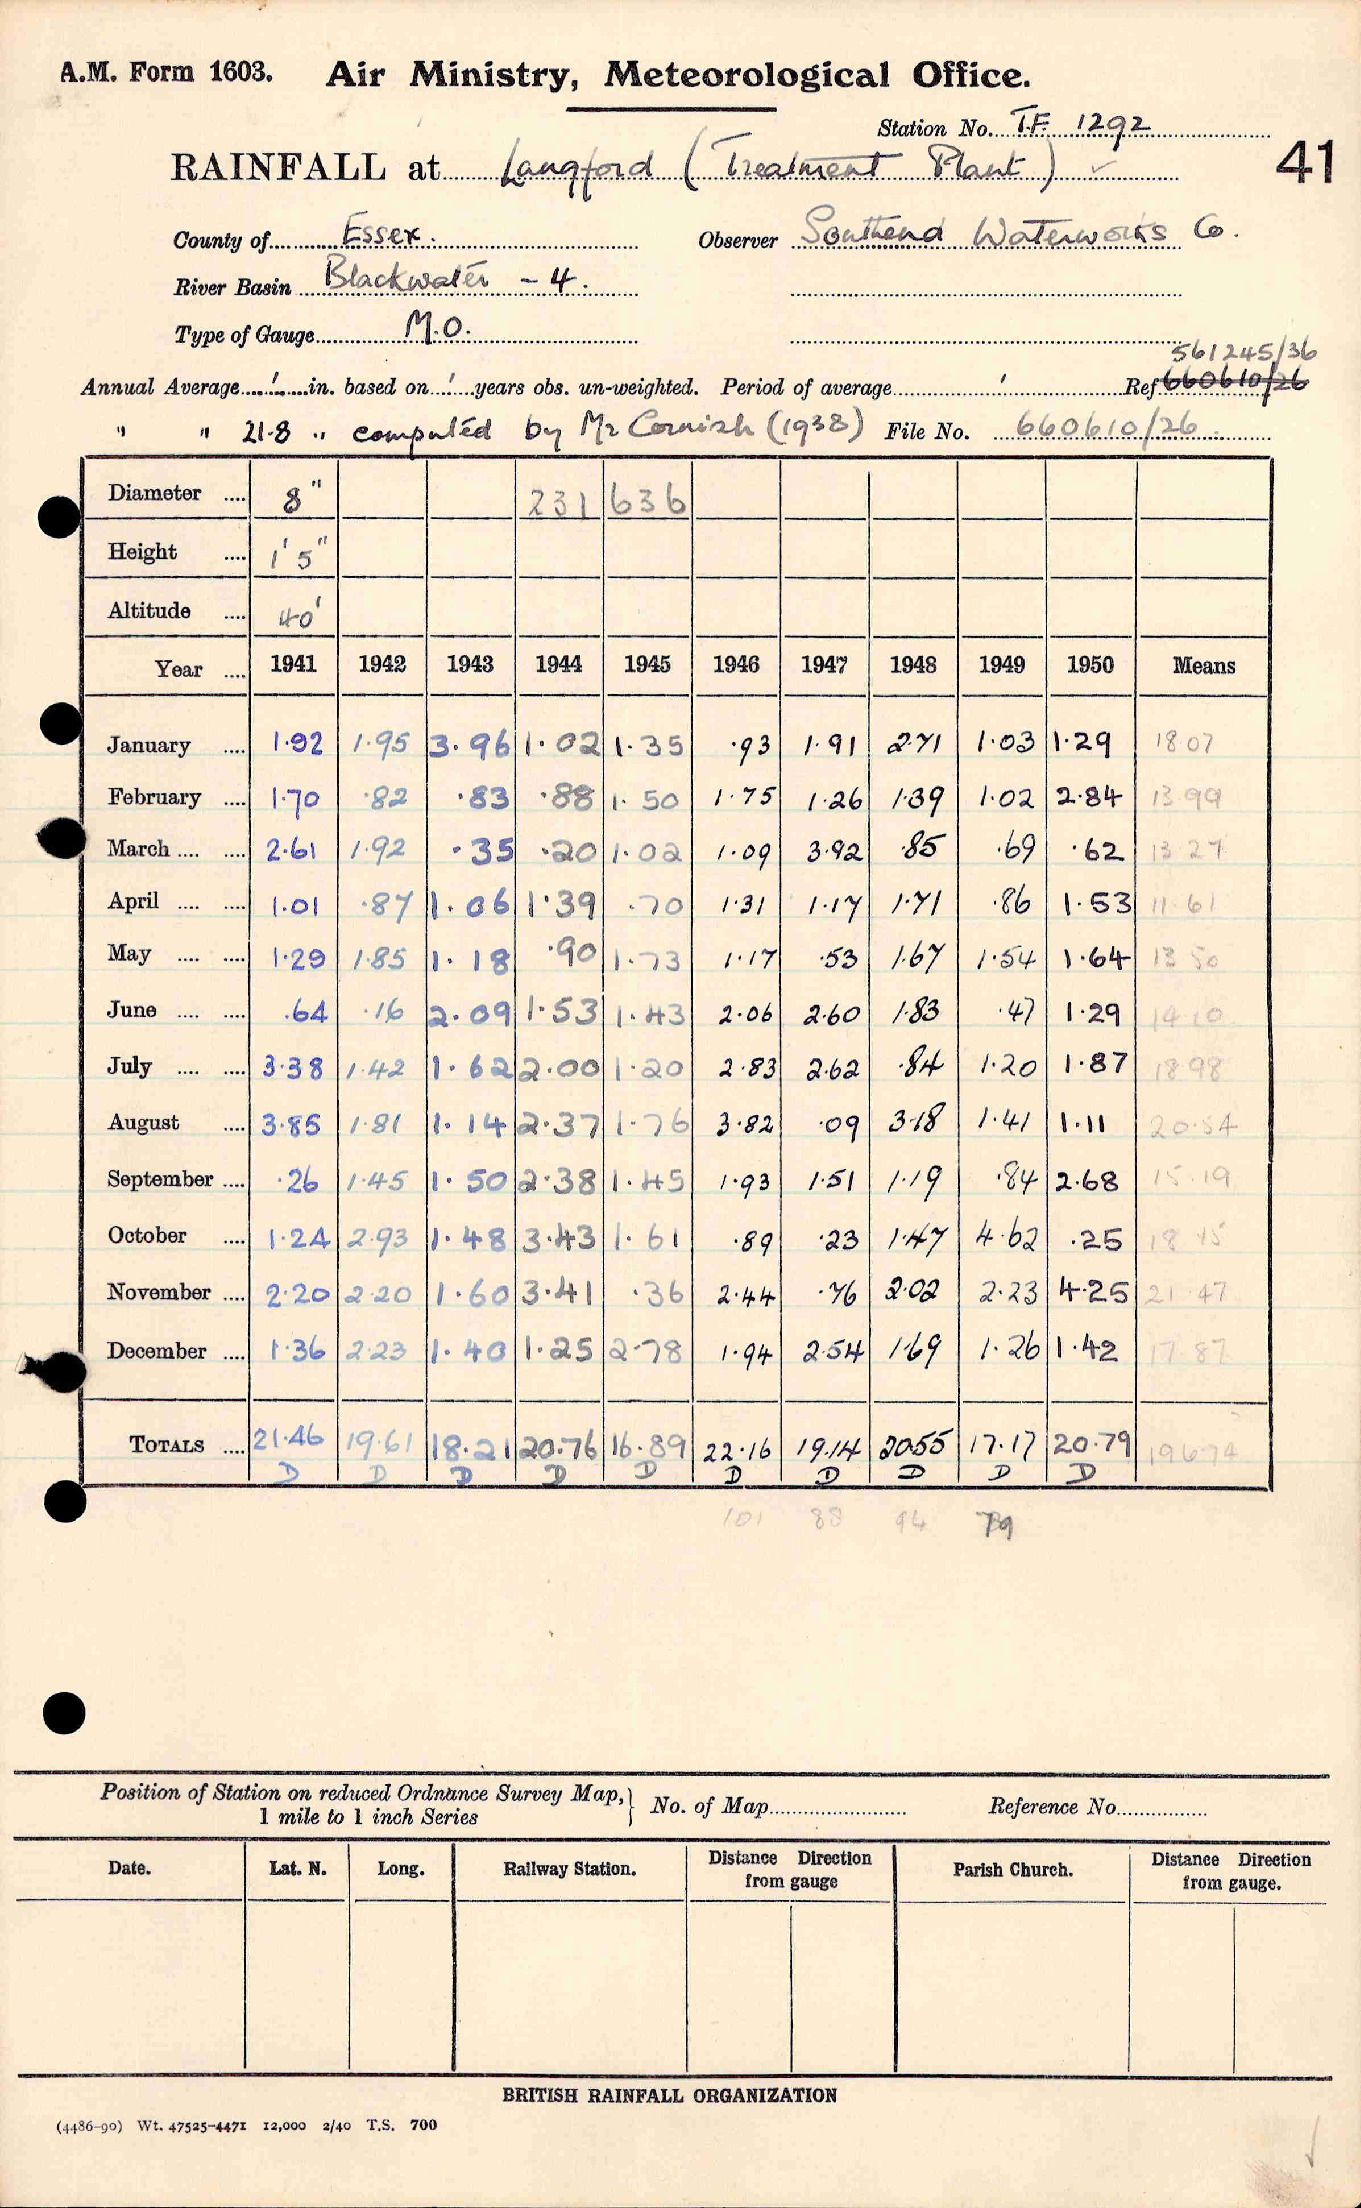 A.M. Form 1603. Air Ministry, Meteorological Office.
Station No. T.F. 1292
41
RAINFALL at Langford (Treatment Plant)
County of Essex. Observer Southend Waterworks Co.
River Basin Blackwater - 4.
Type of Gauge M.O.
561245/36
Annual Average in. based on years obs. un-weighted. Period of average Ref 660610/26
" " 21.8 " computed by Mr Cornish (1938) File No. 660610/26
Diameter .... 8" 231 636
Height .... 1' 5"
Altitude .... 40'
Year .... 1941 1942 1943 1944 1945 1946 1947 1948 1949 1950 Means
January .... 1.92 1.95 3.96 1.02 1.35 .93 1.91 2.71 1.03 1.29 18 07
February .... 1.70 .82 .83 .88 1.50 1.75 1.26 1.39 1.02 2.84 13 99
March .... .... 2.61 1.92 .35 .20 1.02 1.09 3.92 .85 .69 .62 13 27
April .... .... 1.01 .87 1.06 1.39 .70 1.31 1.17 1.71 .86 1.53 11 61
May .... .... 1.29 1.85 1.18 .90 1.73 1.17 .53 1.67 1.54 1.64 13 50
June .... .... .64 .16 2.09 1.53 1.43 2.06 2.60 1.83 .47 1.29 14 10
July .... .... 3.38 1.42 1.62 2.00 1.20 2.83 2.62 .84 1.20 1.87 18 98
August .... 3.85 1.81 1.14 2.37 1.76 3.82 .09 3.18 1.41 1.11 20.54
September .... .26 1.45 1.50 2.38 1.45 1.93 1.51 1.19 .84 2.68 15.19
October .... 1.24 2.93 1.48 3.43 1.61 .89 .23 1.47 4.62 .25 18 15
November .... 2.20 2.20 1.60 3.41 .36 2.44 .76 2.02 2.23 4.25 21.47
December .... 1.36 2.23 1.40 1.25 2.78 1.94 2.54 1.69 1.26 1.42 17 87
TOTALS .... 21.46 19.61 18.21 20.76 16.89 22.16 19.14 20.55 17.17 20.79 196 74
D D D D D D D D D D
101 88 94 79
Position of Station on reduced Ordnance Survey Map, 1 mile to 1 inch Series } No. of Map Reference No.
Date. Lat. N. Long. Railway Station. Distance Direction from gauge Parish Church. Distance Direction from gauge.
BRITISH RAINFALL ORGANIZATION
(4486-90) Wt. 47525-4471 12,000 2/40 T.S. 700